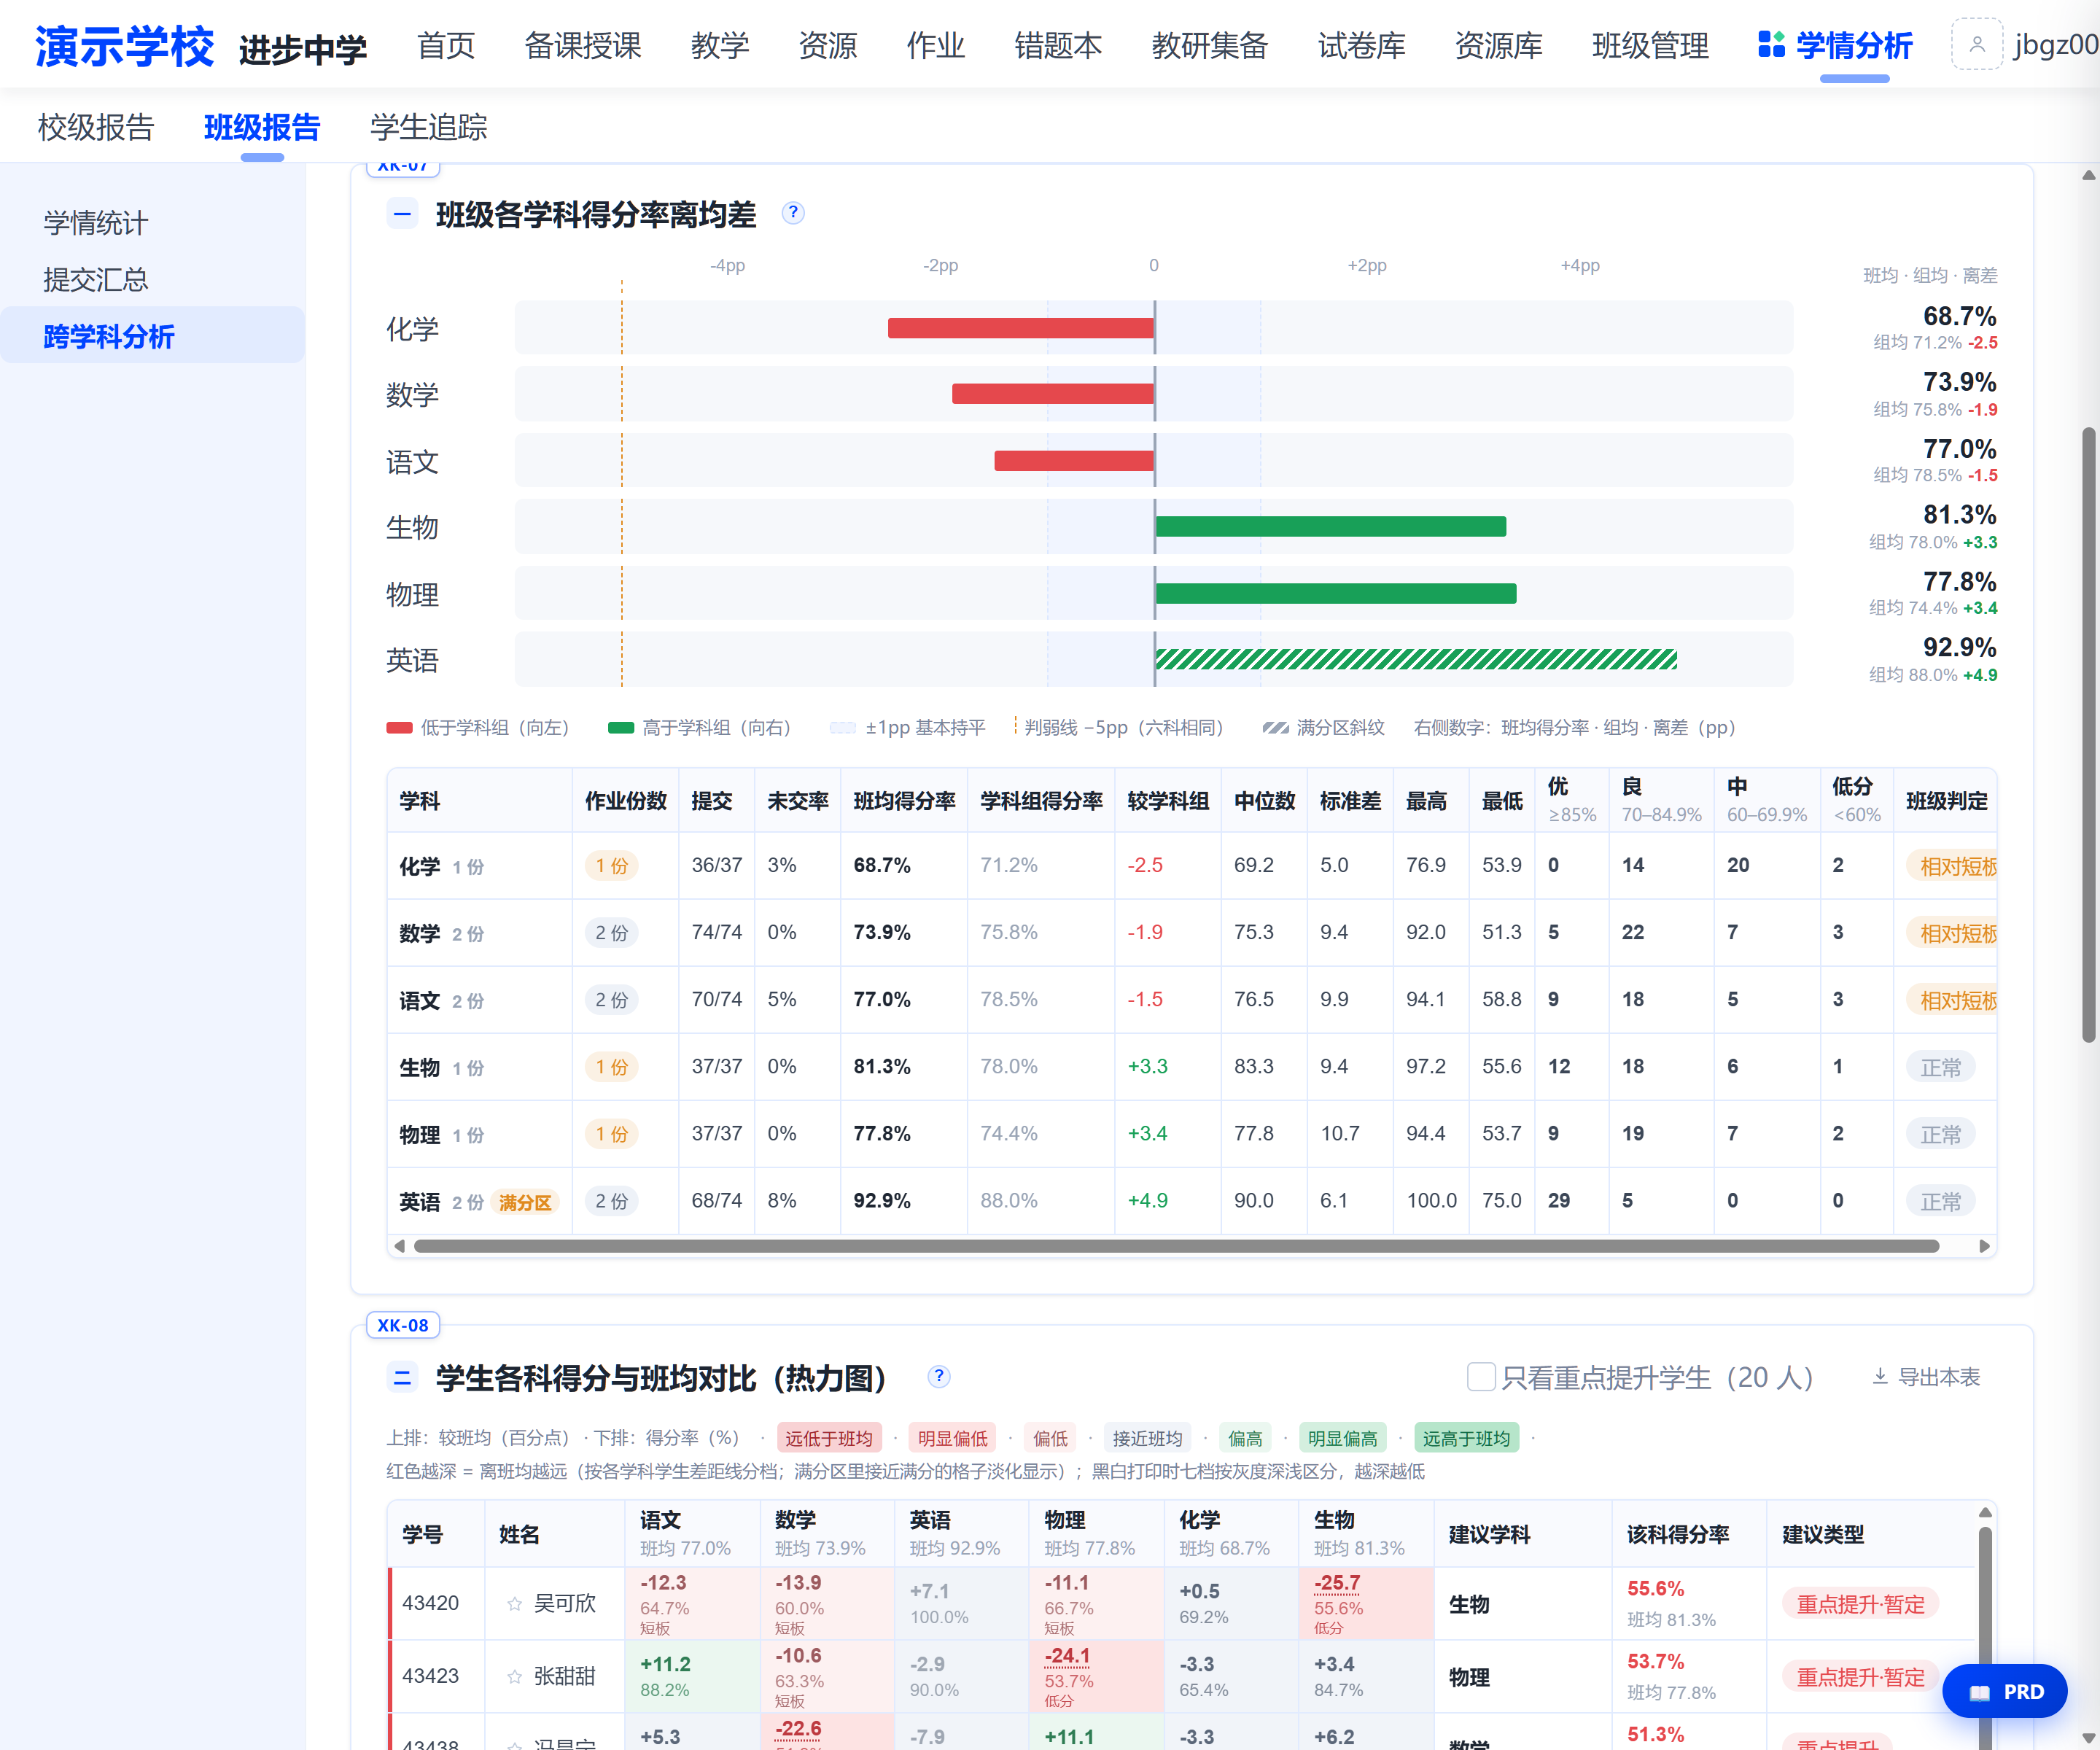 演示学校 进步中学 首页 备课授课 教学 资源 作业 错题本 教研集备 试卷库 资源库 班级管理 学情分析 jbgz00
校级报告 班级报告 学生追踪
学情统计
提交汇总
跨学科分析
XK-07
一 班级各学科得分率离均差 ?
-4pp -2pp 0 +2pp +4pp 班均 · 组均 · 离差
化学 68.7%
组均 71.2% -2.5
数学 73.9%
组均 75.8% -1.9
语文 77.0%
组均 78.5% -1.5
生物 81.3%
组均 78.0% +3.3
物理 77.8%
组均 74.4% +3.4
英语 92.9%
组均 88.0% +4.9
低于学科组（向左） 高于学科组（向右） ±1pp 基本持平 判弱线 −5pp（六科相同） 满分区斜纹 右侧数字：班均得分率 · 组均 · 离差（pp）
学科 作业份数 提交 未交率 班均得分率 学科组得分率 较学科组 中位数 标准差 最高 最低 优 ≥85% 良 70–84.9% 中 60–69.9% 低分 <60% 班级判定
化学 1 份 1 份 36/37 3% 68.7% 71.2% -2.5 69.2 5.0 76.9 53.9 0 14 20 2 相对短板
数学 2 份 2 份 74/74 0% 73.9% 75.8% -1.9 75.3 9.4 92.0 51.3 5 22 7 3 相对短板
语文 2 份 2 份 70/74 5% 77.0% 78.5% -1.5 76.5 9.9 94.1 58.8 9 18 5 3 相对短板
生物 1 份 1 份 37/37 0% 81.3% 78.0% +3.3 83.3 9.4 97.2 55.6 12 18 6 1 正常
物理 1 份 1 份 37/37 0% 77.8% 74.4% +3.4 77.8 10.7 94.4 53.7 9 19 7 2 正常
英语 2 份 满分区 2 份 68/74 8% 92.9% 88.0% +4.9 90.0 6.1 100.0 75.0 29 5 0 0 正常
XK-08
二 学生各科得分与班均对比（热力图） ? 只看重点提升学生（20 人） 导出本表
上排：较班均（百分点） · 下排：得分率（%） · 远低于班均 · 明显偏低 · 偏低 · 接近班均 · 偏高 · 明显偏高 · 远高于班均 ·
红色越深 = 离班均越远（按各学科学生差距线分档；满分区里接近满分的格子淡化显示）；黑白打印时七档按灰度深浅区分，越深越低
学号 姓名 语文 数学 英语 物理 化学 生物 建议学科 该科得分率 建议类型
班均 77.0% 班均 73.9% 班均 92.9% 班均 77.8% 班均 68.7% 班均 81.3%
43420 ☆ 吴可欣 -12.3 -13.9 +7.1 -11.1 +0.5 -25.7 生物 55.6% 重点提升·暂定
64.7% 60.0% 100.0% 66.7% 69.2% 55.6% 班均 81.3%
短板 短板 短板 低分
43423 ☆ 张甜甜 +11.2 -10.6 -2.9 -24.1 -3.3 +3.4 物理 53.7% 重点提升·暂定
88.2% 63.3% 90.0% 53.7% 65.4% 84.7% 班均 77.8%
短板 低分
43438 +5.3 -22.6 -7.9 +11.1 -3.3 +6.2 数学 51.3% 重点提升
PRD